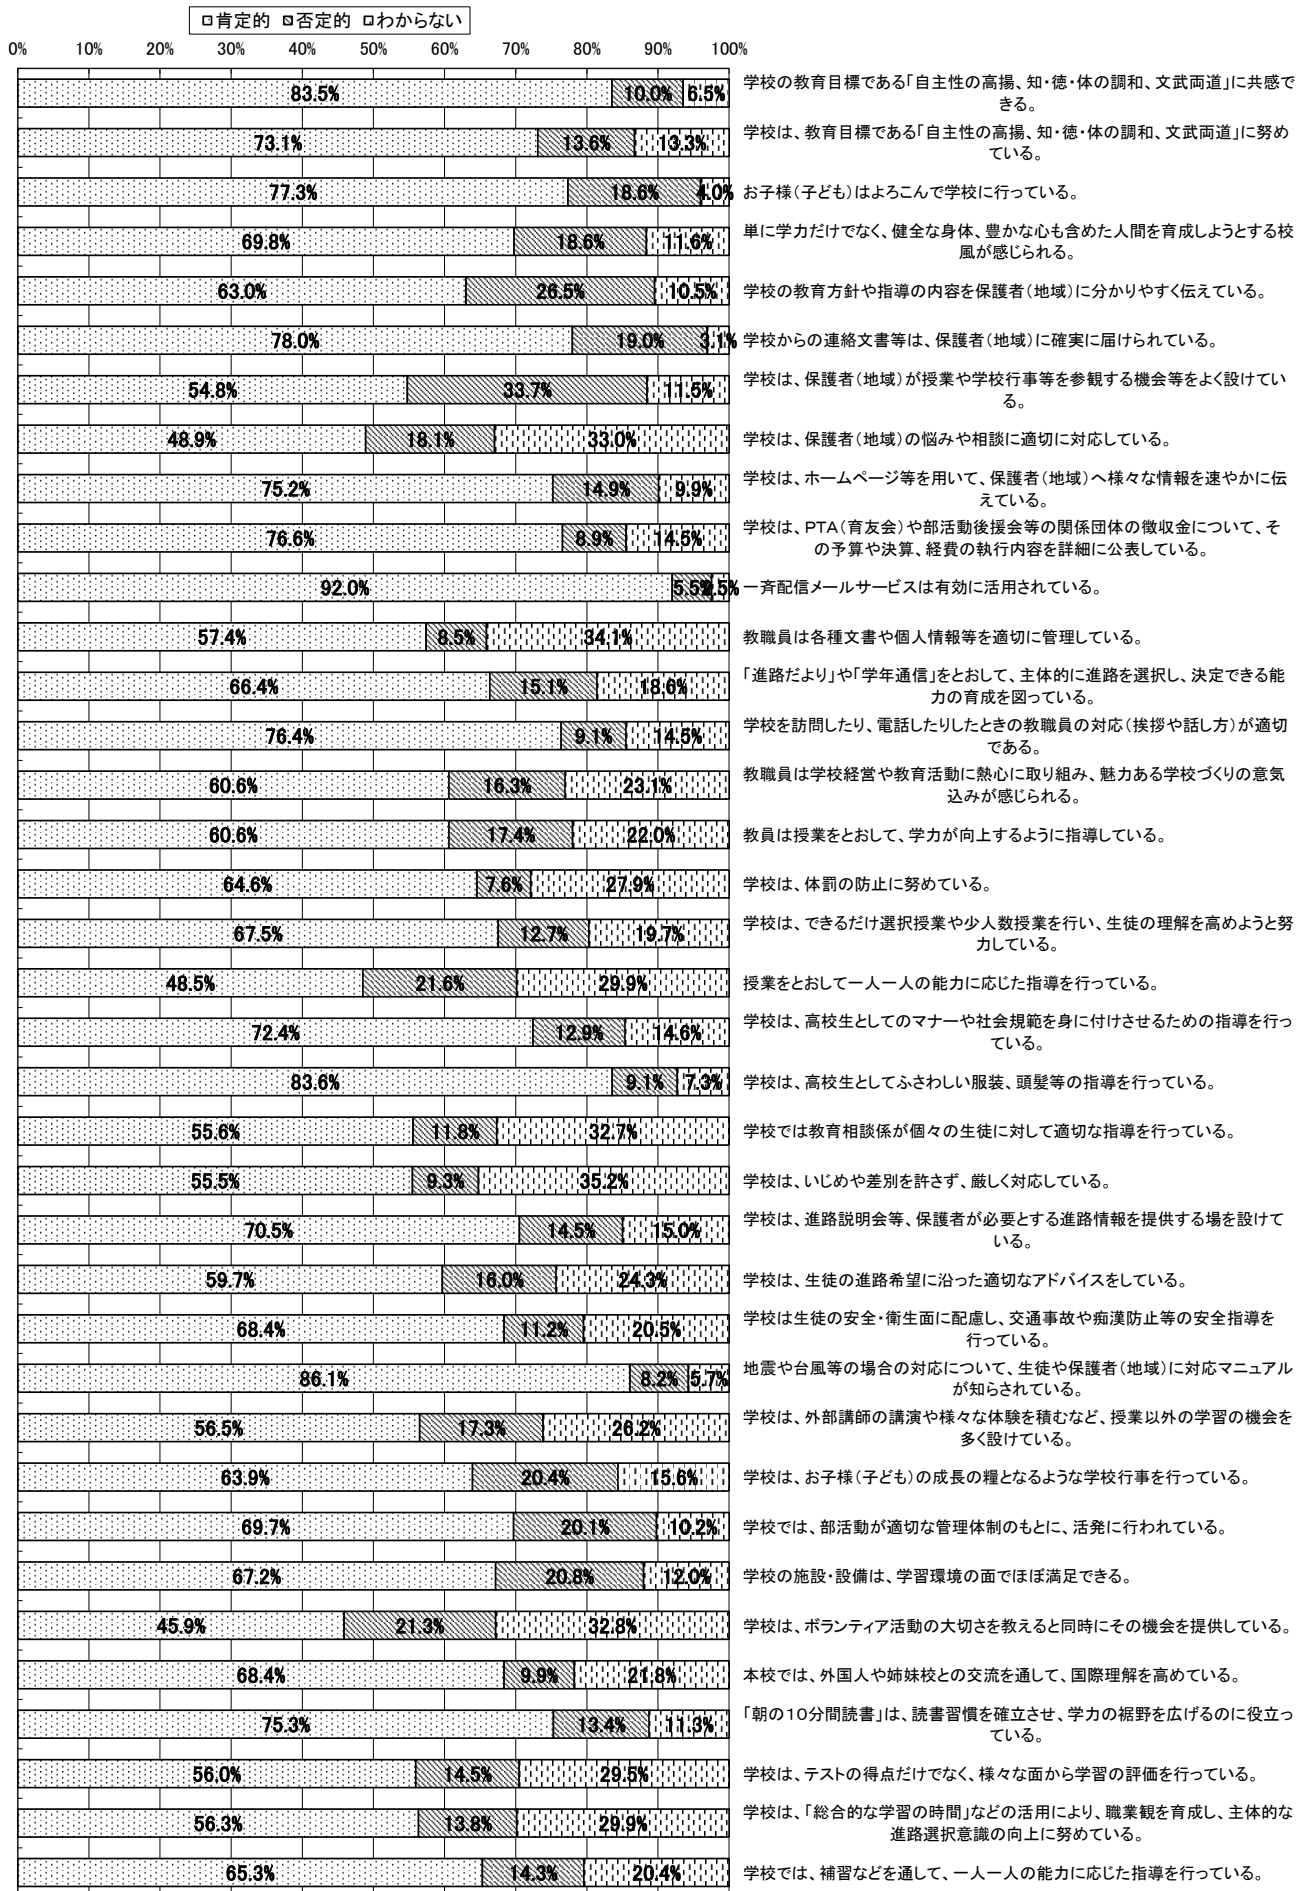 肯定的 否定的 わからない
0% 10% 20% 30% 40% 50% 60% 70% 80% 90% 100%
83.5% 10.0% 6.5% 学校の教育目標である「自主性の高揚、知・徳・体の調和、文武両道」に共感で
きる。
73.1% 13.6% 13.3% 学校は、教育目標である「自主性の高揚、知・徳・体の調和、文武両道」に努め
ている。
77.3% 18.6% 4.0% お子様(子ども)はよろこんで学校に行っている。
69.8% 18.6% 11.6% 単に学力だけでなく、健全な身体、豊かな心も含めた人間を育成しようとする校
風が感じられる。
63.0% 26.5% 10.5% 学校の教育方針や指導の内容を保護者(地域)に分かりやすく伝えている。
78.0% 19.0% 3.1% 学校からの連絡文書等は、保護者(地域)に確実に届けられている。
54.8% 33.7% 11.5% 学校は、保護者(地域)が授業や学校行事等を参観する機会等をよく設けてい
る。
48.9% 18.1% 33.0% 学校は、保護者(地域)の悩みや相談に適切に対応している。
75.2% 14.9% 9.9% 学校は、ホームページ等を用いて、保護者(地域)へ様々な情報を速やかに伝
えている。
76.6% 8.9% 14.5% 学校は、PTA(育友会)や部活動後援会等の関係団体の徴収金について、そ
の予算や決算、経費の執行内容を詳細に公表している。
92.0% 5.5% 2.5% 一斉配信メールサービスは有効に活用されている。
57.4% 8.5% 34.1% 教職員は各種文書や個人情報等を適切に管理している。
66.4% 15.1% 18.6% 「進路だより」や「学年通信」をとおして、主体的に進路を選択し、決定できる能
力の育成を図っている。
76.4% 9.1% 14.5% 学校を訪問したり、電話したりしたときの教職員の対応(挨拶や話し方)が適切
である。
60.6% 16.3% 23.1% 教職員は学校経営や教育活動に熱心に取り組み、魅力ある学校づくりの意気
込みが感じられる。
60.6% 17.4% 22.0% 教員は授業をとおして、学力が向上するように指導している。
64.6% 7.6% 27.9% 学校は、体罰の防止に努めている。
67.5% 12.7% 19.7% 学校は、できるだけ選択授業や少人数授業を行い、生徒の理解を高めようと努
力している。
48.5% 21.6% 29.9% 授業をとおして一人一人の能力に応じた指導を行っている。
72.4% 12.9% 14.6% 学校は、高校生としてのマナーや社会規範を身に付けさせるための指導を行っ
ている。
83.6% 9.1% 7.3% 学校は、高校生としてふさわしい服装、頭髪等の指導を行っている。
55.6% 11.8% 32.7% 学校では教育相談係が個々の生徒に対して適切な指導を行っている。
55.5% 9.3% 35.2% 学校は、いじめや差別を許さず、厳しく対応している。
70.5% 14.5% 15.0% 学校は、進路説明会等、保護者が必要とする進路情報を提供する場を設けて
いる。
59.7% 16.0% 24.3% 学校は、生徒の進路希望に沿った適切なアドバイスをしている。
68.4% 11.2% 20.5% 学校は生徒の安全・衛生面に配慮し、交通事故や痴漢防止等の安全指導を
行っている。
86.1% 8.2% 5.7% 地震や台風等の場合の対応について、生徒や保護者(地域)に対応マニュアル
が知らされている。
56.5% 17.3% 26.2% 学校は、外部講師の講演や様々な体験を積むなど、授業以外の学習の機会を
多く設けている。
63.9% 20.4% 15.6% 学校は、お子様(子ども)の成長の糧となるような学校行事を行っている。
69.7% 20.1% 10.2% 学校では、部活動が適切な管理体制のもとに、活発に行われている。
67.2% 20.8% 12.0% 学校の施設・設備は、学習環境の面でほぼ満足できる。
45.9% 21.3% 32.8% 学校は、ボランティア活動の大切さを教えると同時にその機会を提供している。
68.4% 9.9% 21.8% 本校では、外国人や姉妹校との交流を通して、国際理解を高めている。
75.3% 13.4% 11.3% 「朝の10分間読書」は、読書習慣を確立させ、学力の裾野を広げるのに役立っ
ている。
56.0% 14.5% 29.5% 学校は、テストの得点だけでなく、様々な面から学習の評価を行っている。
56.3% 13.8% 29.9% 学校は、「総合的な学習の時間」などの活用により、職業観を育成し、主体的な
進路選択意識の向上に努めている。
65.3% 14.3% 20.4% 学校では、補習などを通して、一人一人の能力に応じた指導を行っている。